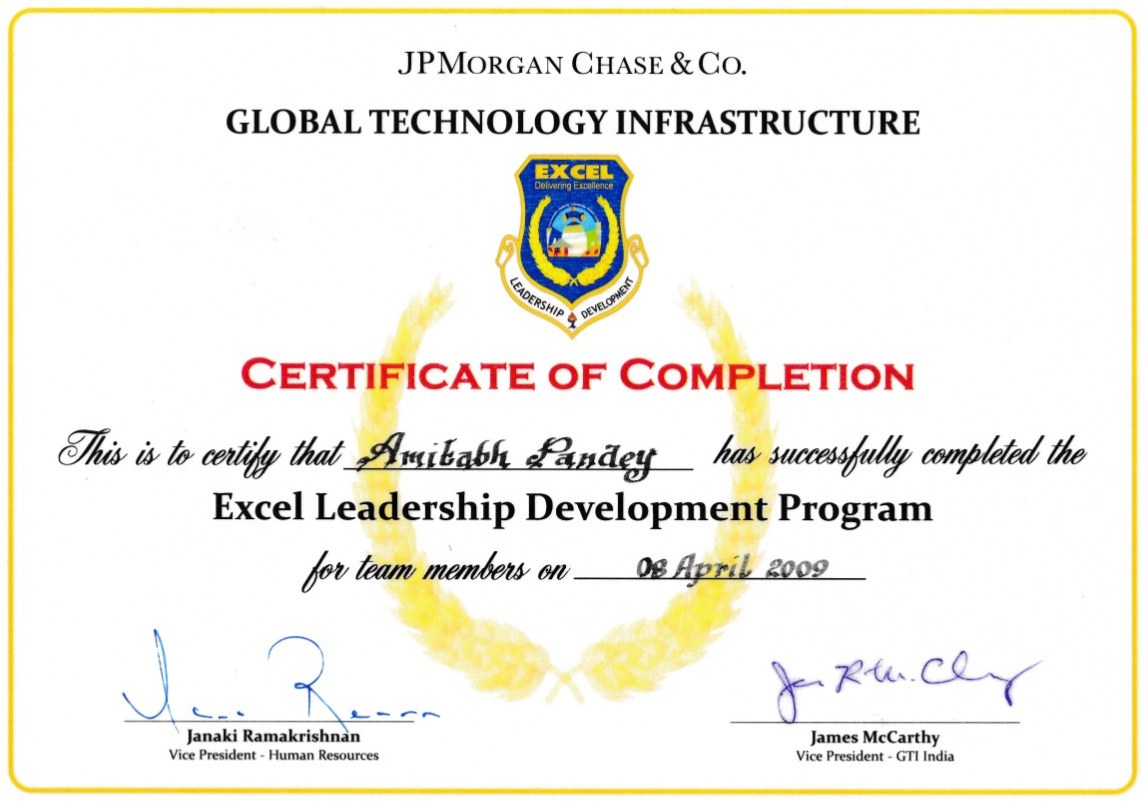 JPMORGAN CHASE & CO.
GLOBAL TECHNOLOGY INFRASTRUCTURE
EXCEL
Delivering Excellence
LEADERSHIP DEVELOPMENT
CERTIFICATE OF COMPLETION
This is to certify that Amitabh Pandey has successfully completed the
Excel Leadership Development Program
for team members on 08 April 2009
Janaki Ramakrishnan James McCarthy
Vice President - Human Resources Vice President - GTI India